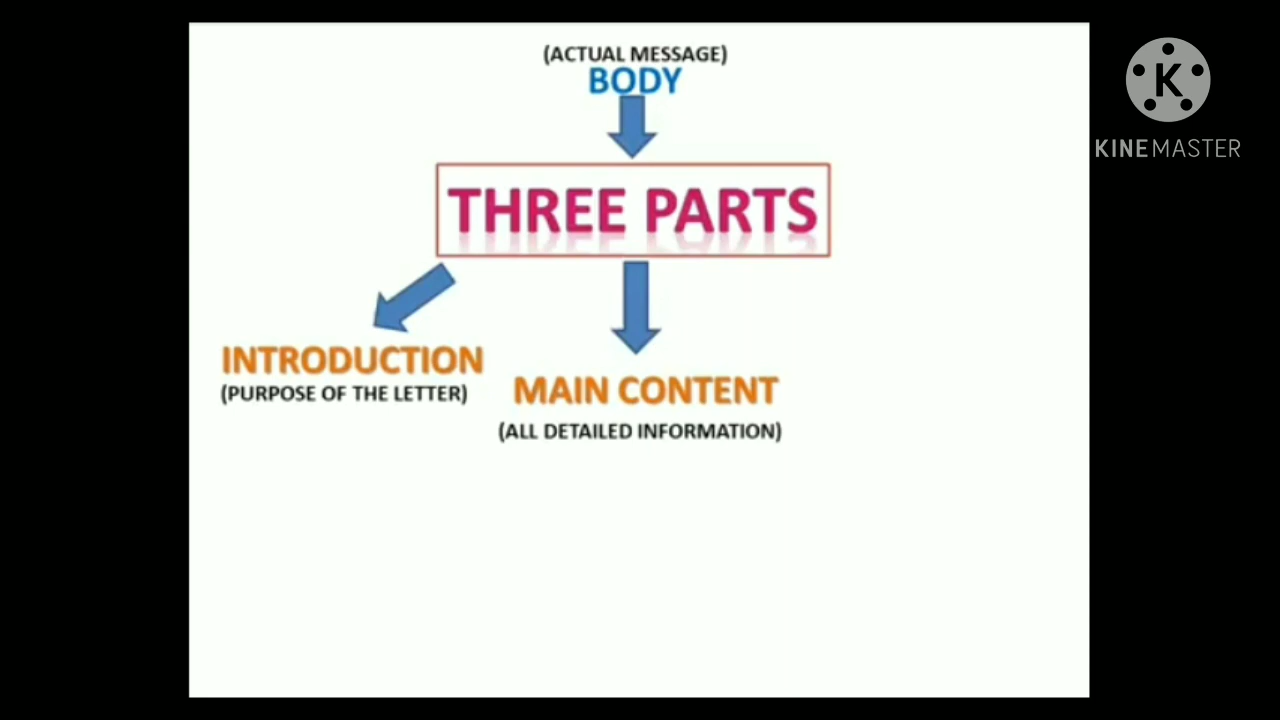 (ACTUAL MESSAGE)
BODY
THREE PARTS
INTRODUCTION
(PURPOSE OF THE LETTER)
MAIN CONTENT
(ALL DETAILED INFORMATION)
K
KINEMASTER